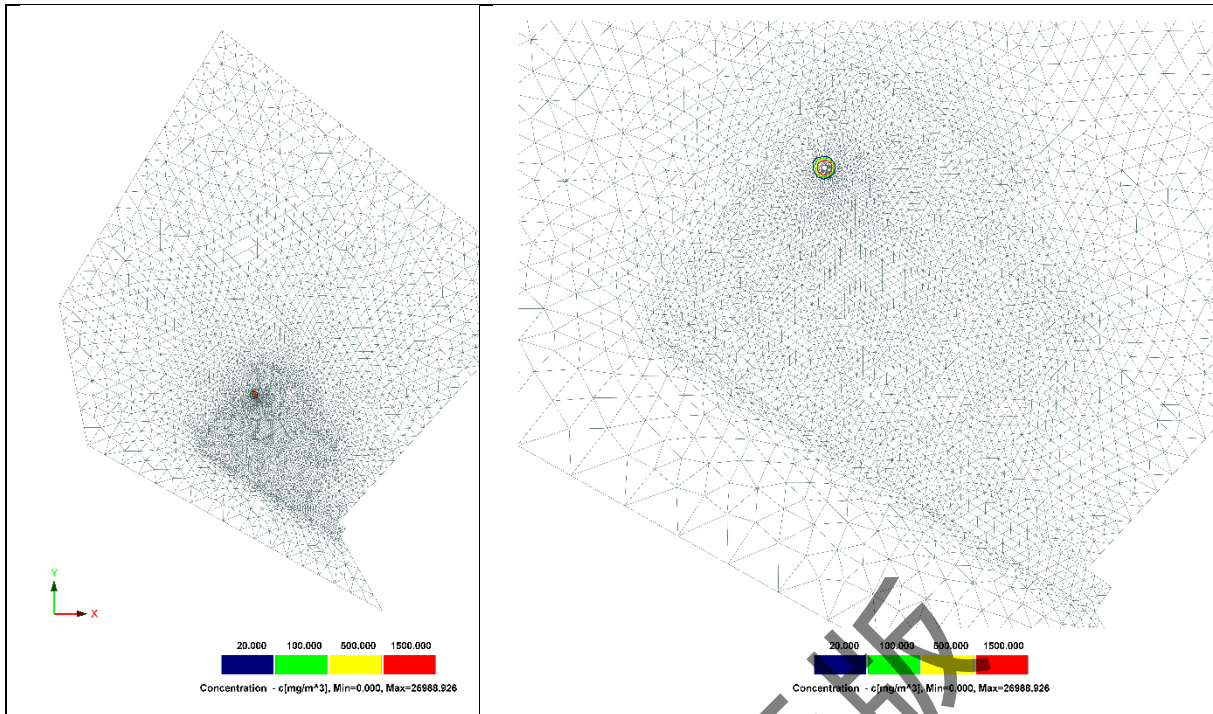 Y
X
20.000 100.000 500.000 1500.000
Concentration - c[mg/m^3], Min=0.000, Max=26988.926
20.000 100.000 500.000 1500.000
Concentration - c[mg/m^3], Min=0.000, Max=26988.926
版